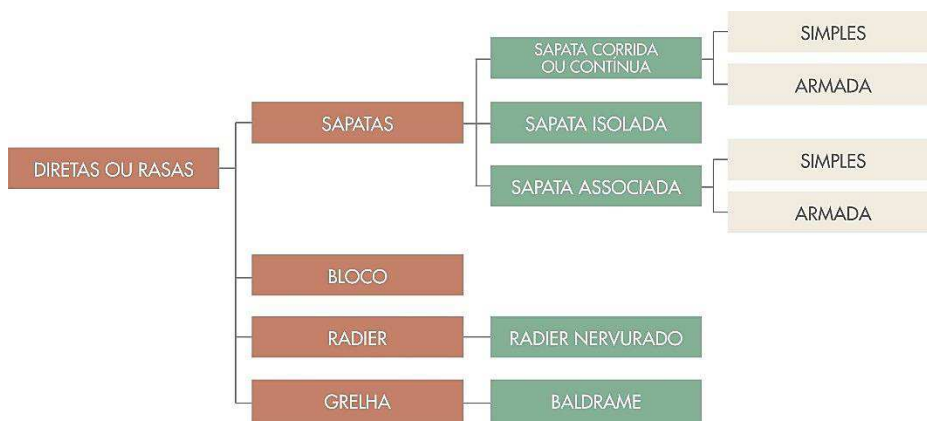 DIRETAS OU RASAS
SAPATAS
SAPATA CORRIDA
OU CONTÍNUA
SIMPLES
ARMADA
SAPATA ISOLADA
SAPATA ASSOCIADA
SIMPLES
ARMADA
BLOCO
RADIER
RADIER NERVURADO
GRELHA
BALDRAME